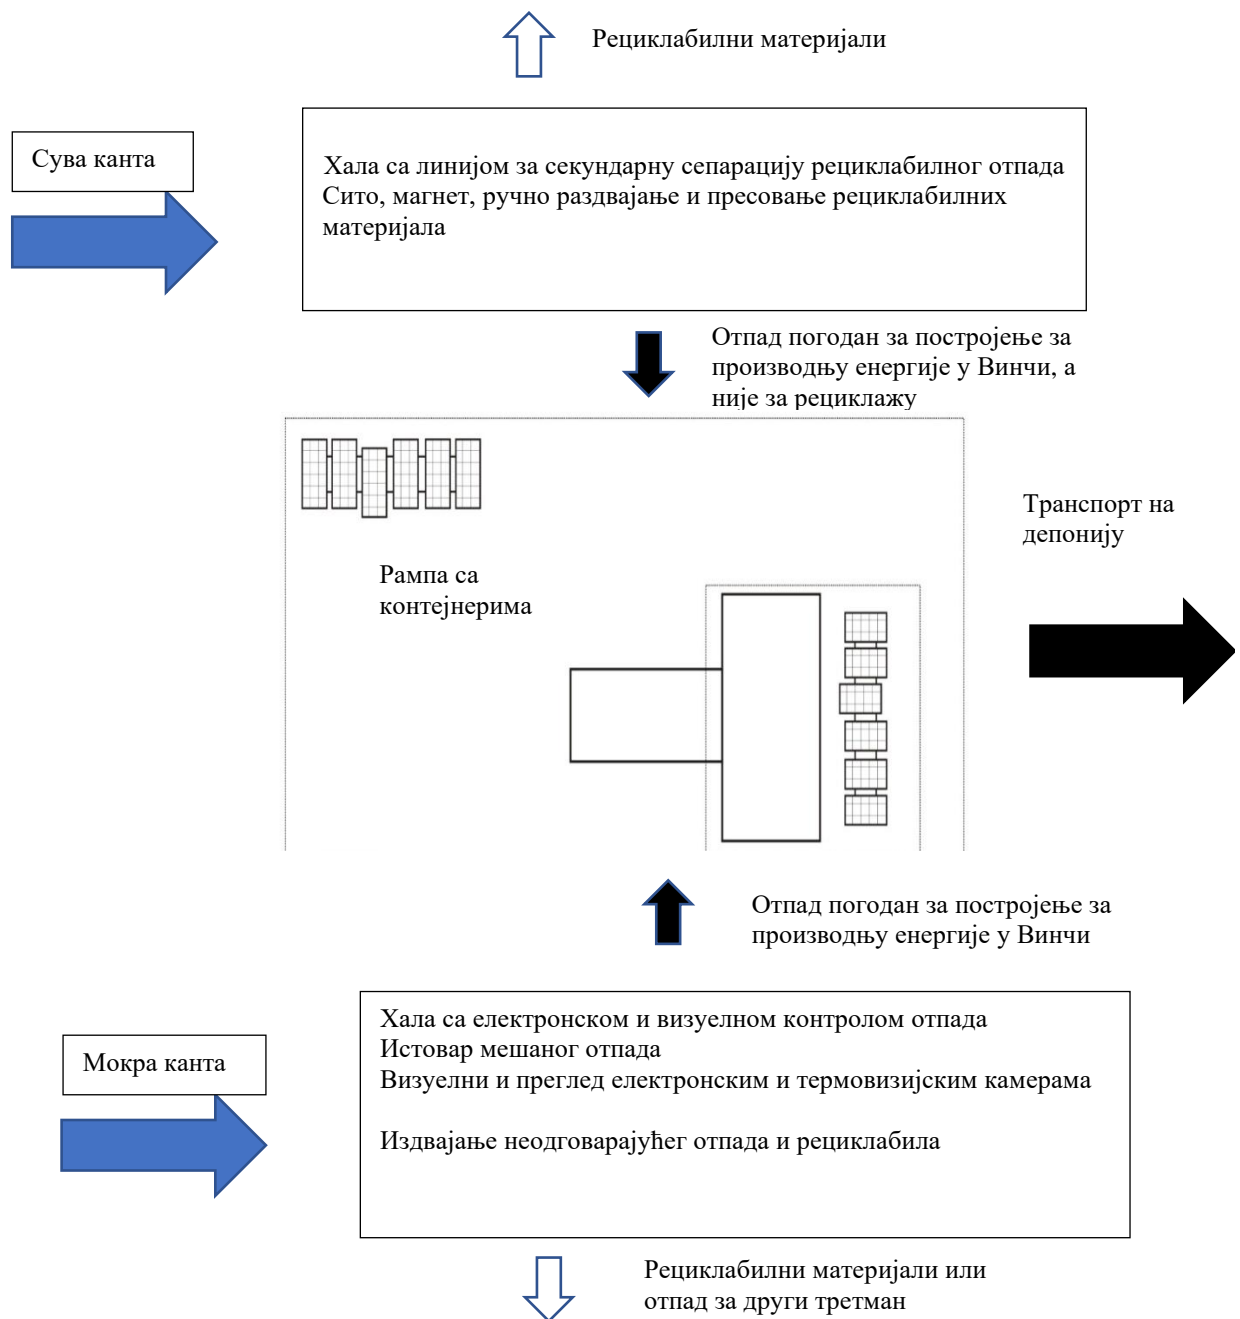 Рециклабилни материјали
Сува канта
Хала са линијом за секундарну сепарацију рециклабилног отпада
Сито, магнет, ручно раздвајање и пресовање рециклабилних
материјала
Отпад погодан за постројење за
производњу енергије у Винчи, а
није за рециклажу
Транспорт на
депонију
Рампа са
контејнерима
Отпад погодан за постројење за
производњу енергије у Винчи
Мокра канта
Хала са електронском и визуелном контролом отпада
Истовар мешаног отпада
Визуелни и преглед електронским и термовизијским камерама
Издвајање неодговарајућег отпада и рециклабила
Рециклабилни материјали или
отпад за други третман